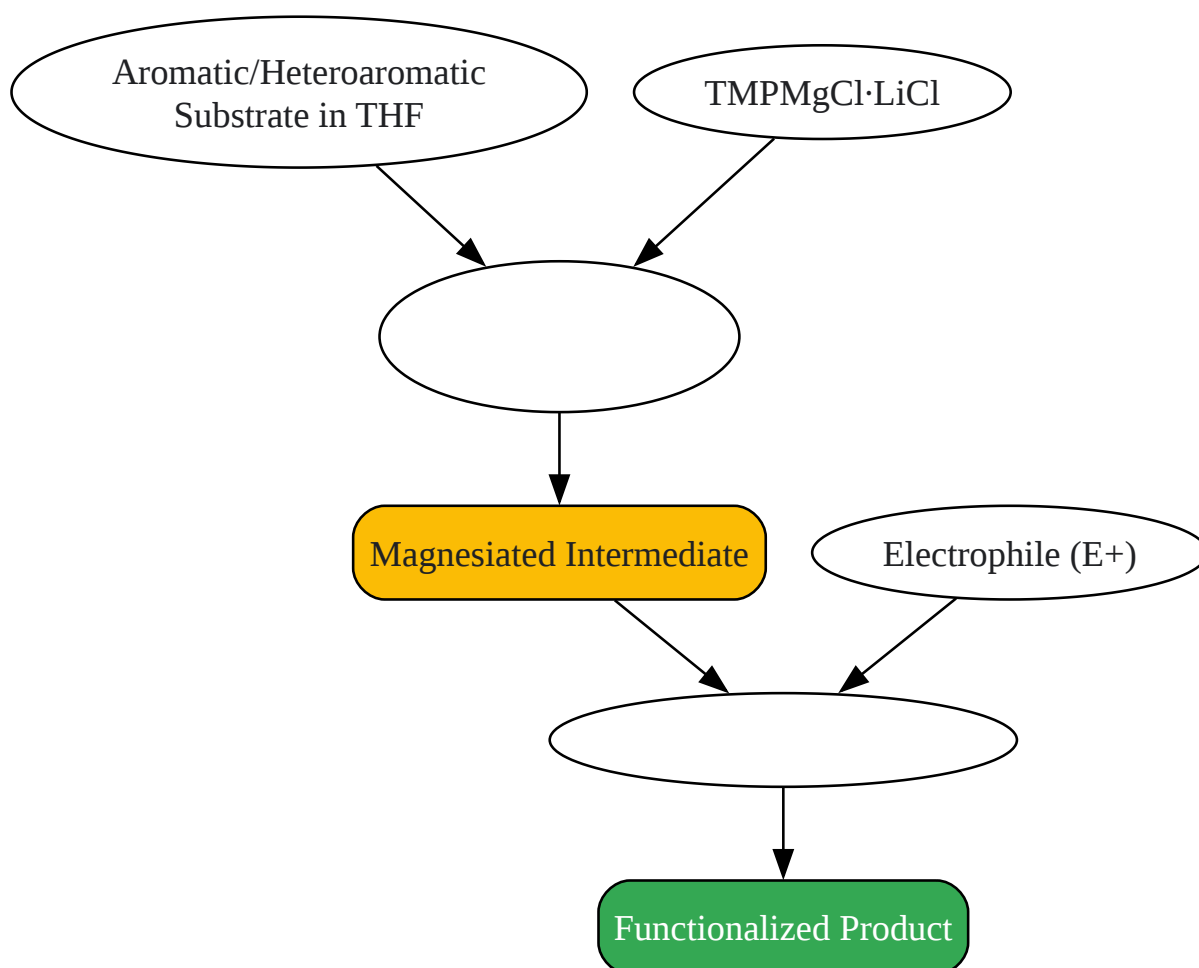 Aromatic/Heteroaromatic
Substrate in THF
TMPMgCl·LiCl
Magnesiated Intermediate
Electrophile (E+)
Functionalized Product